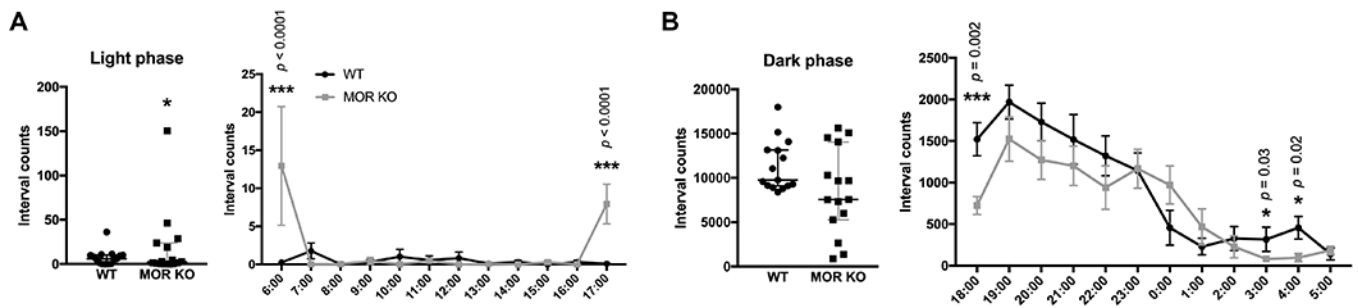 A
Light phase
Interval counts
200
150
100
50
0
*
WT
MOR KO
Interval counts
25
20
15
10
5
0
p < 0.0001
***
WT
MOR KO
p < 0.0001
***
6:00
7:00
8:00
9:00
10:00
11:00
12:00
13:00
14:00
15:00
16:00
17:00
B
Dark phase
Interval counts
20000
15000
10000
5000
0
WT
MOR KO
Interval counts
2500
2000
1500
1000
500
0
p = 0.002
***
p = 0.03
*
p = 0.02
*
18:00
19:00
20:00
21:00
22:00
23:00
0:00
1:00
2:00
3:00
4:00
5:00